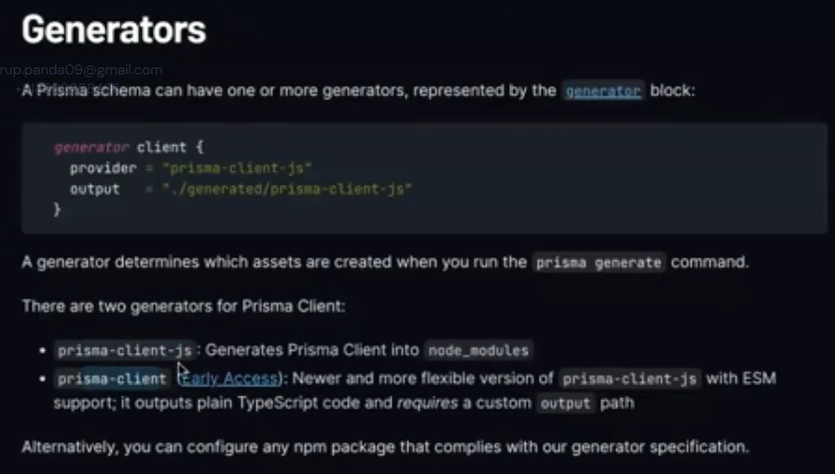 Generators
rup.panda09@gmail.com
A Prisma schema can have one or more generators, represented by the generator block:
generator client {
provider = "prisma-client-js"
output = "./generated/prisma-client-js"
}
A generator determines which assets are created when you run the prisma generate command.
There are two generators for Prisma Client:
• prisma-client-js: Generates Prisma Client into node_modules
• prisma-client (Early Access): Newer and more flexible version of prisma-client-js with ESM
support; it outputs plain TypeScript code and requires a custom output path
Alternatively, you can configure any npm package that complies with our generator specification.